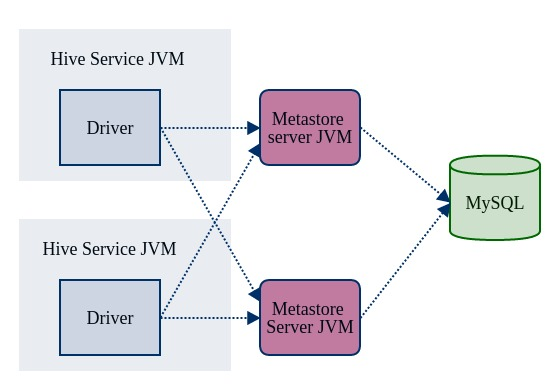 Hive Service JVM
Driver
Metastore
server JVM
MySQL
Hive Service JVM
Driver
Metastore
Server JVM